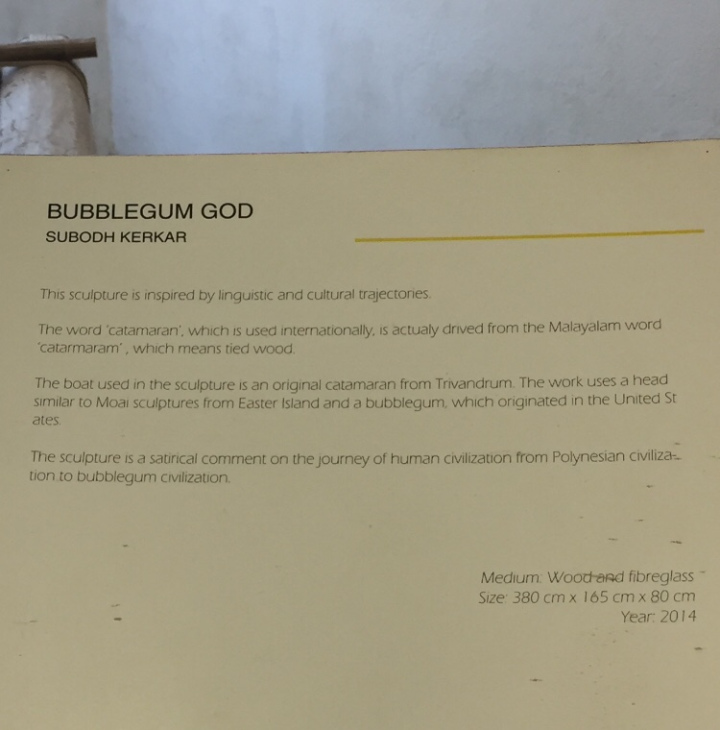 BUBBLEGUM GOD
SUBODH KERKAR
This sculpture is inspired by linguistic and cultural trajectories.
The word 'catamaran', which is used internationally, is actualy drived from the Malayalam word
'catarmaram' , which means tied wood.
The boat used in the sculpture is an original catamaran from Trivandrum. The work uses a head
similar to Moai sculptures from Easter Island and a bubblegum, which originated in the United St
ates.
The sculpture is a satirical comment on the journey of human civilization from Polynesian civiliza-
tion to bubblegum civilization.
Medium: Wood and fibreglass
Size: 380 cm x 165 cm x 80 cm
Year: 2014